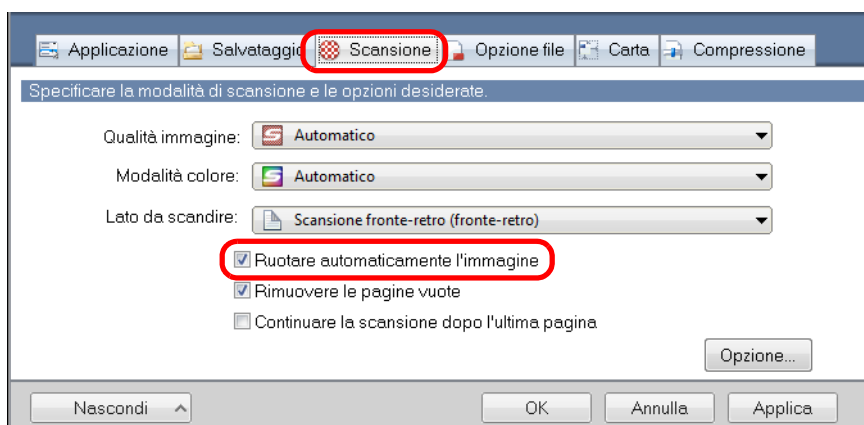 Applicazione Salvataggio Scansione Opzione file Carta Compressione
Specificare la modalità di scansione e le opzioni desiderate.
Qualità immagine: Automatico
Modalità colore: Automatico
Lato da scandire: Scansione fronte-retro (fronte-retro)
Ruotare automaticamente l'immagine
Rimuovere le pagine vuote
Continuare la scansione dopo l'ultima pagina
Opzione...
Nascondi OK Annulla Applica